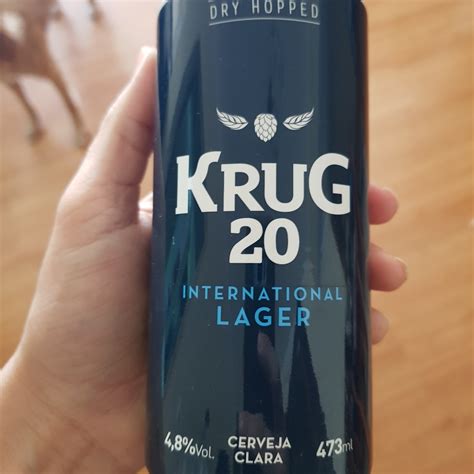 DRY HOPPED
KRUG
20
INTERNATIONAL
LAGER
4,8%Vol. CERVEJA CLARA 473ml